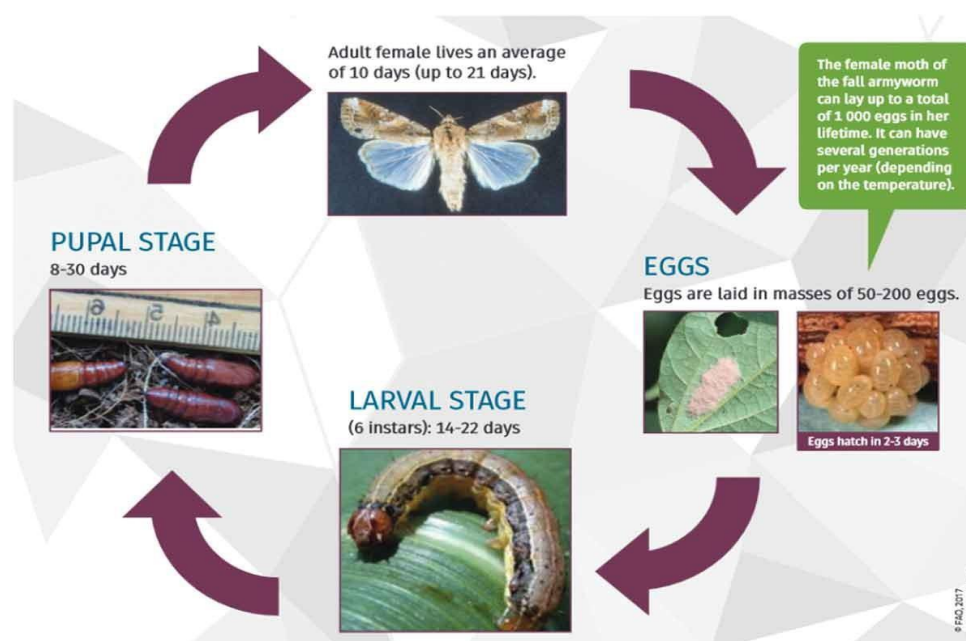 Adult female lives an average
of 10 days (up to 21 days).
The female moth of
the fall armyworm
can lay up to a total
of 1 000 eggs in her
lifetime. It can have
several generations
per year (depending
on the temperature).
PUPAL STAGE
8-30 days
6 5 4
EGGS
Eggs are laid in masses of 50-200 eggs.
Eggs hatch in 2-3 days
LARVAL STAGE
(6 instars): 14-22 days
© FAO, 2017